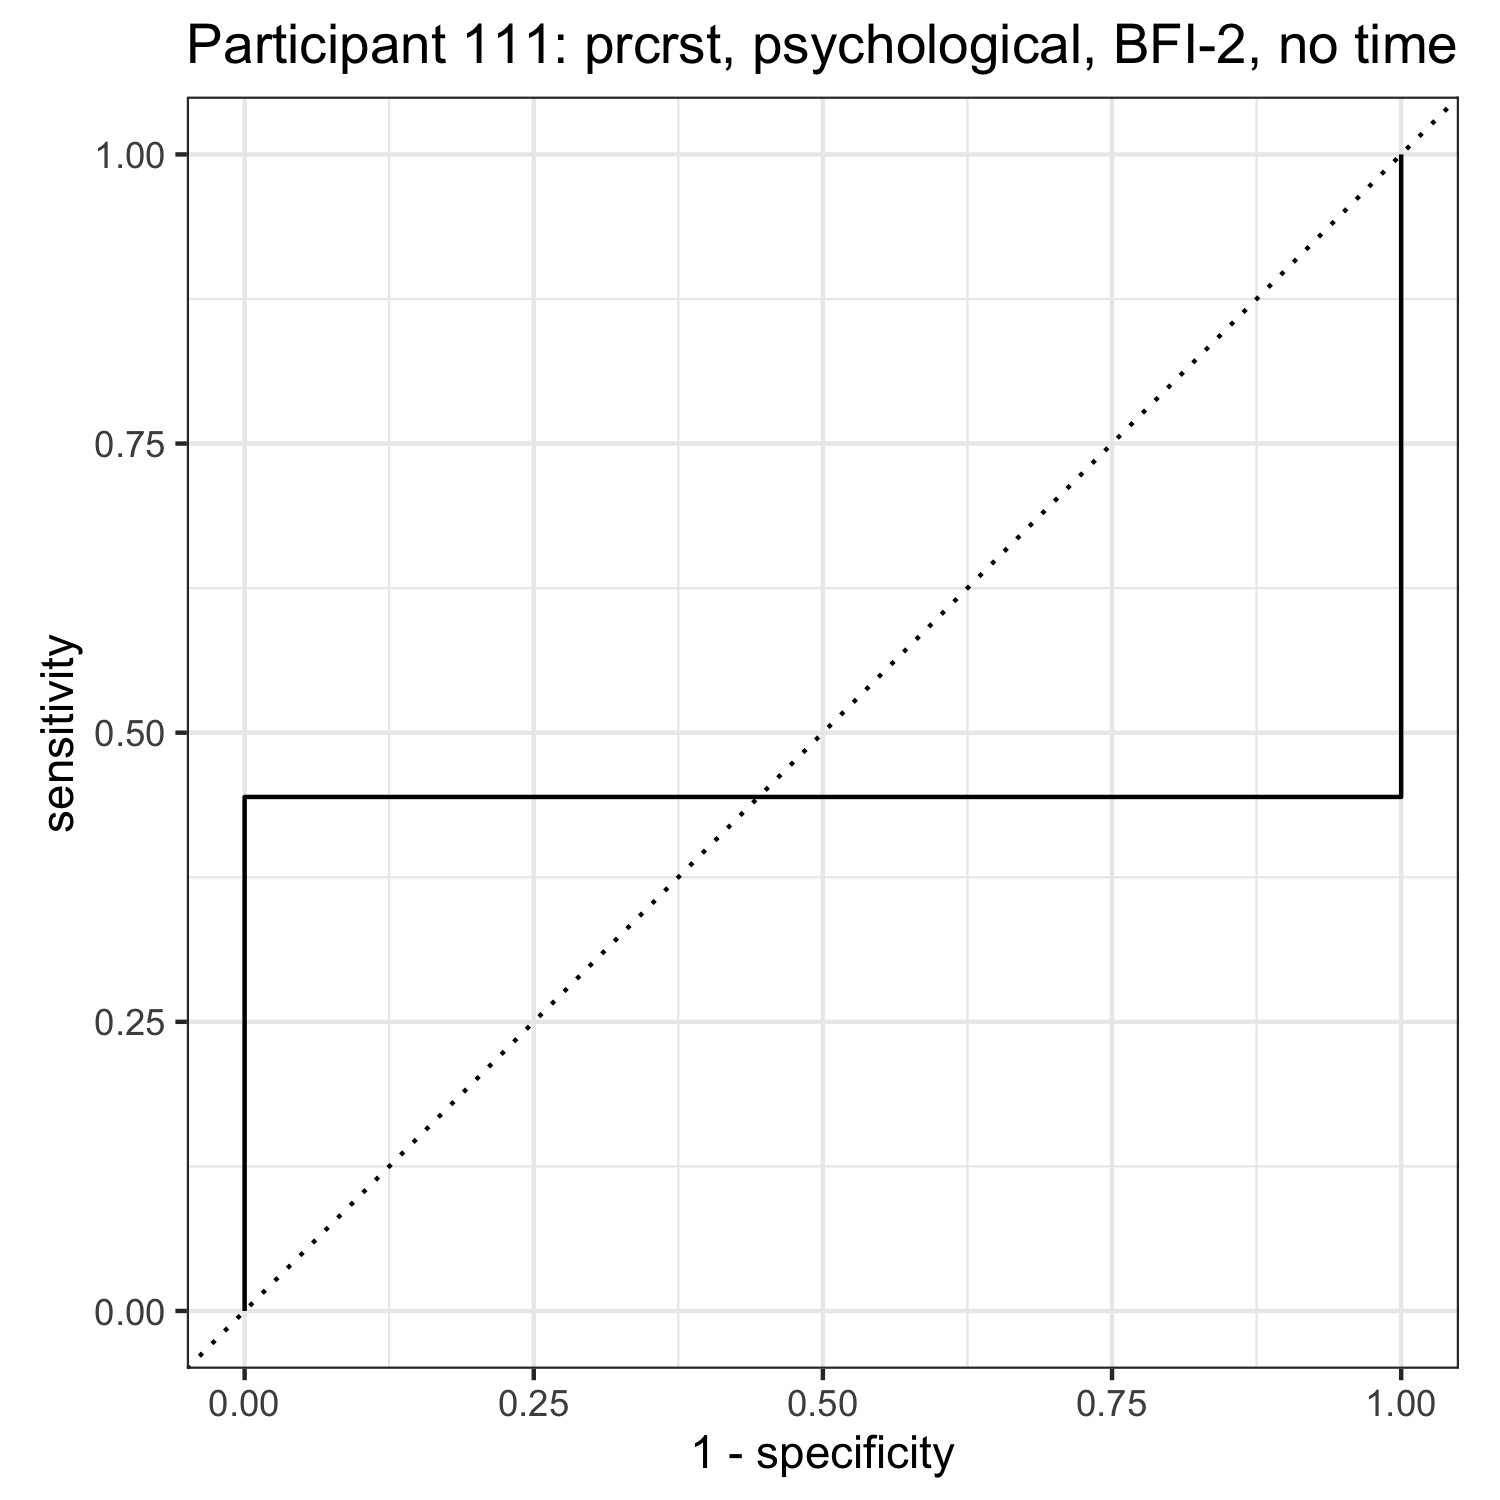 Participant 111: prcrst, psychological, BFI-2, no time
1.00
0.75
0.50
0.25
0.00
sensitivity
0.00 0.25 0.50 0.75 1.00
1 - specificity